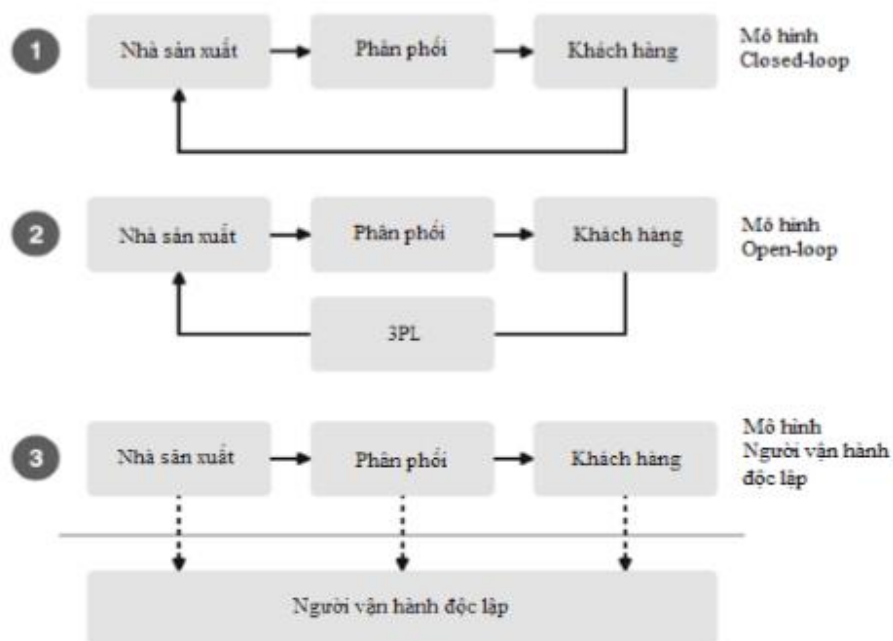 1
Nhà sản xuất
Phân phối
Khách hàng
Mô hình
Closed-loop
2
Nhà sản xuất
Phân phối
Khách hàng
Mô hình
Open-loop
3PL
3
Nhà sản xuất
Phân phối
Khách hàng
Mô hình
Người vận hành
độc lập
Người vận hành độc lập